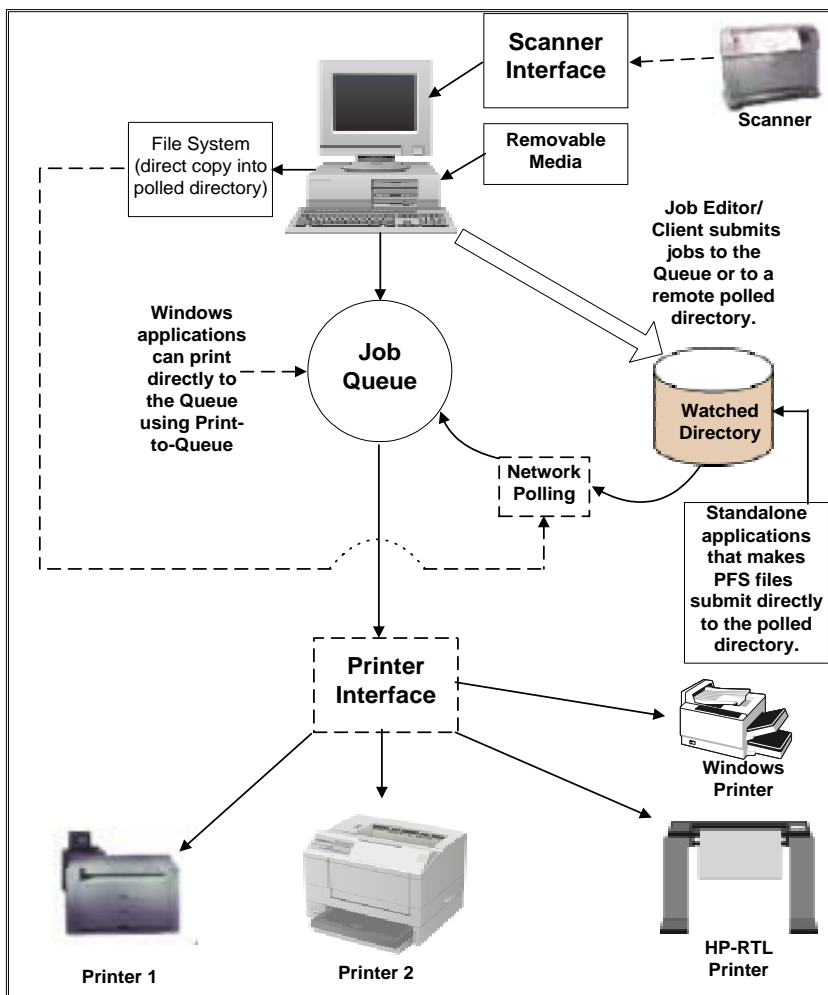 Scanner
Interface
Scanner
File System
(direct copy into
polled directory)
Removable
Media
Job Editor/
Client submits
jobs to the
Queue or to a
remote polled
directory.
Windows
applications
can print
directly to
the Queue
using Print-
to-Queue
Job
Queue
Watched
Directory
Network
Polling
Standalone
applications
that makes
PFS files
submit directly
to the polled
directory.
Printer
Interface
Windows
Printer
Printer 1
Printer 2
HP-RTL
Printer